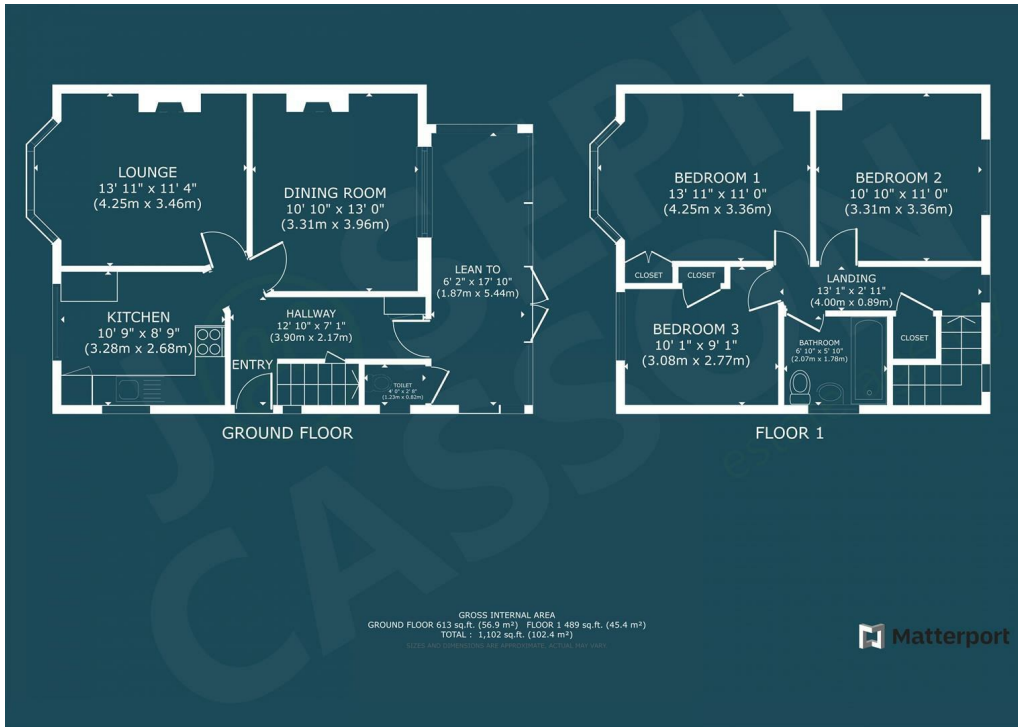 LOUNGE
13' 11" x 11' 4"
(4.25m x 3.46m)
DINING ROOM
10' 10" x 13' 0"
(3.31m x 3.96m)
LEAN TO
6' 2" x 17' 10"
(1.87m x 5.44m)
KITCHEN
10' 9" x 8' 9"
(3.28m x 2.68m)
HALLWAY
12' 10" x 7' 1"
(3.90m x 2.17m)
ENTRY
TOILET
4' 0" x 2' 8"
(1.23m x 0.82m)
GROUND FLOOR
BEDROOM 1
13' 11" x 11' 0"
(4.25m x 3.36m)
BEDROOM 2
10' 10" x 11' 0"
(3.31m x 3.36m)
CLOSET
CLOSET
LANDING
13' 1" x 2' 11"
(4.00m x 0.89m)
BEDROOM 3
10' 1" x 9' 1"
(3.08m x 2.77m)
BATHROOM
6' 10" x 5' 10"
(2.07m x 1.78m)
CLOSET
FLOOR 1
JOSEPH
CASSON
GROSS INTERNAL AREA
GROUND FLOOR 613 sq.ft. (56.9 m²) FLOOR 1 489 sq.ft. (45.4 m²)
TOTAL : 1,102 sq.ft. (102.4 m²)
SIZES AND DIMENSIONS ARE APPROXIMATE, ACTUAL MAY VARY.
Matterport